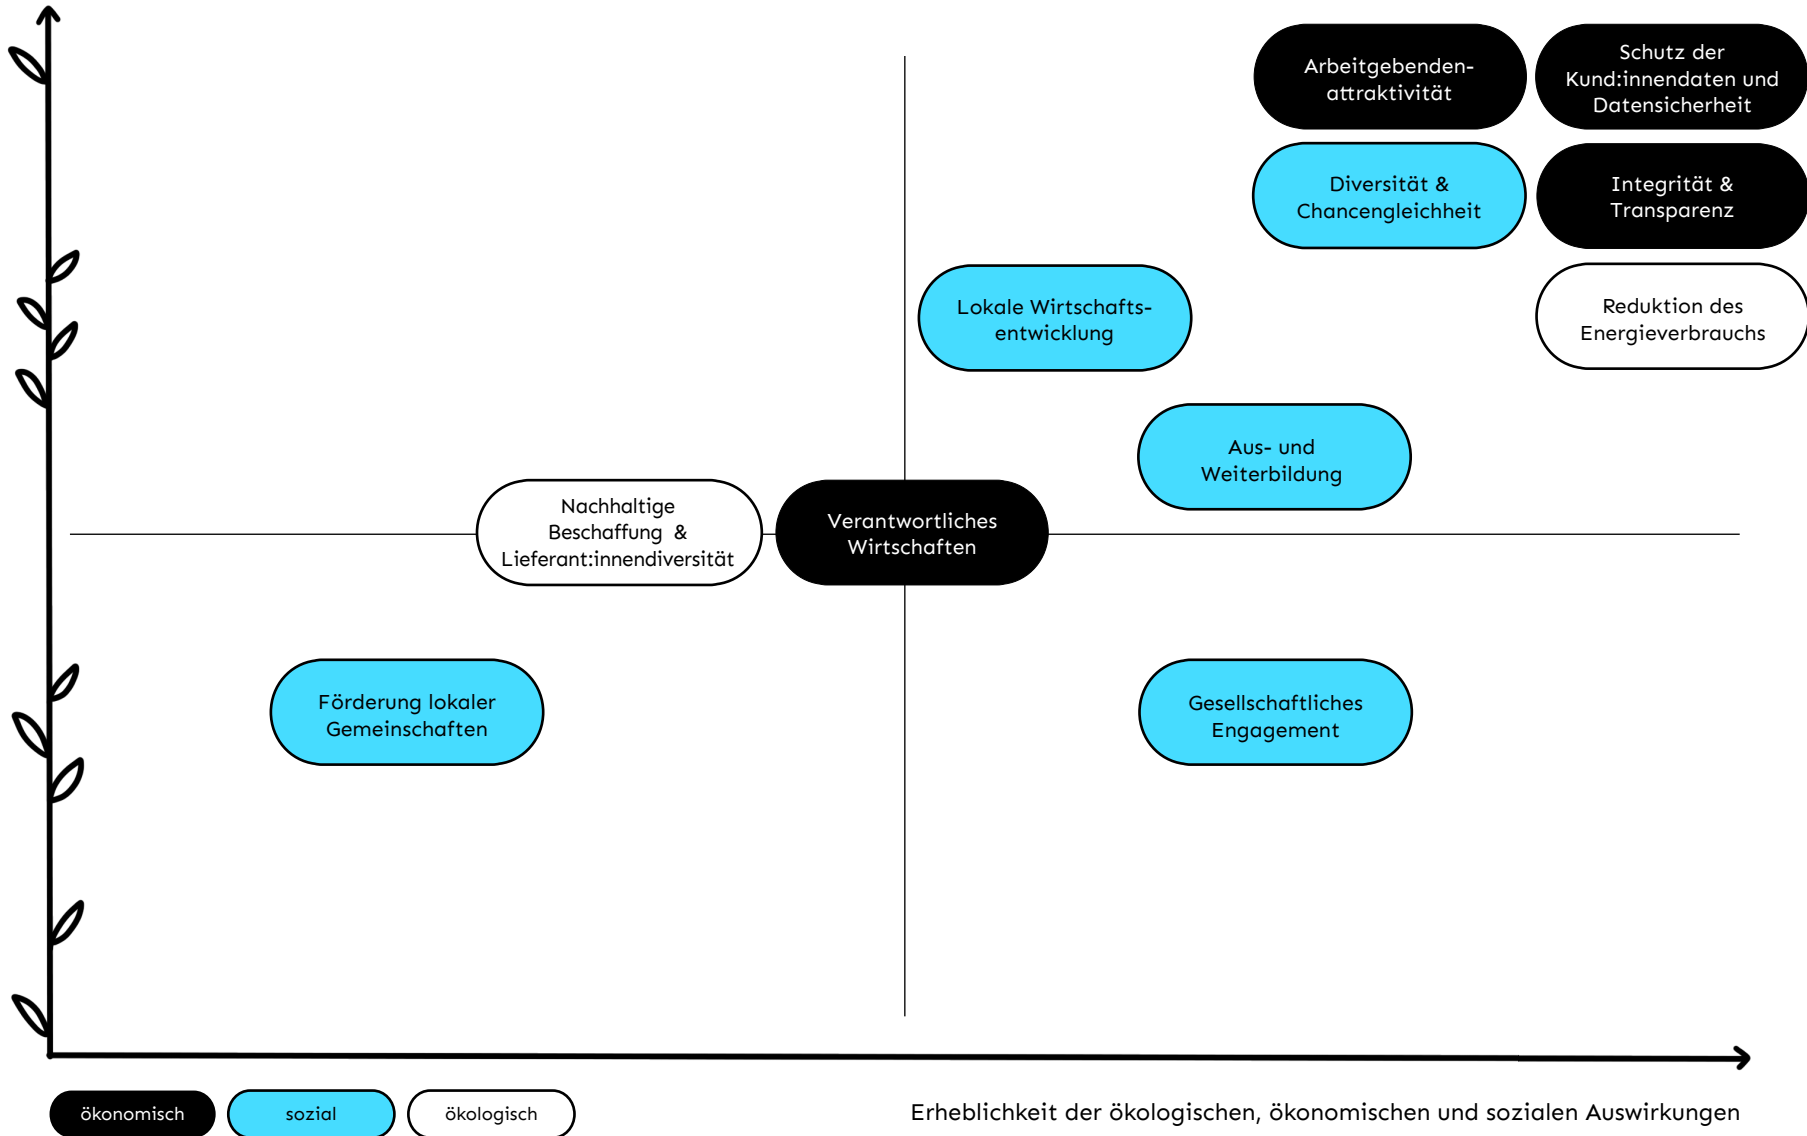 Arbeitgebenden-
attraktivität
Schutz der
Kund:innendaten und
Datensicherheit
Diversität &
Chancengleichheit
Integrität &
Transparenz
Lokale Wirtschafts-
entwicklung
Reduktion des
Energieverbrauchs
Aus- und
Weiterbildung
Nachhaltige
Beschaffung &
Lieferant:innendiversität
Verantwortliches
Wirtschaften
Förderung lokaler
Gemeinschaften
Gesellschaftliches
Engagement
ökonomisch
sozial
ökologisch
Erheblichkeit der ökologischen, ökonomischen und sozialen Auswirkungen